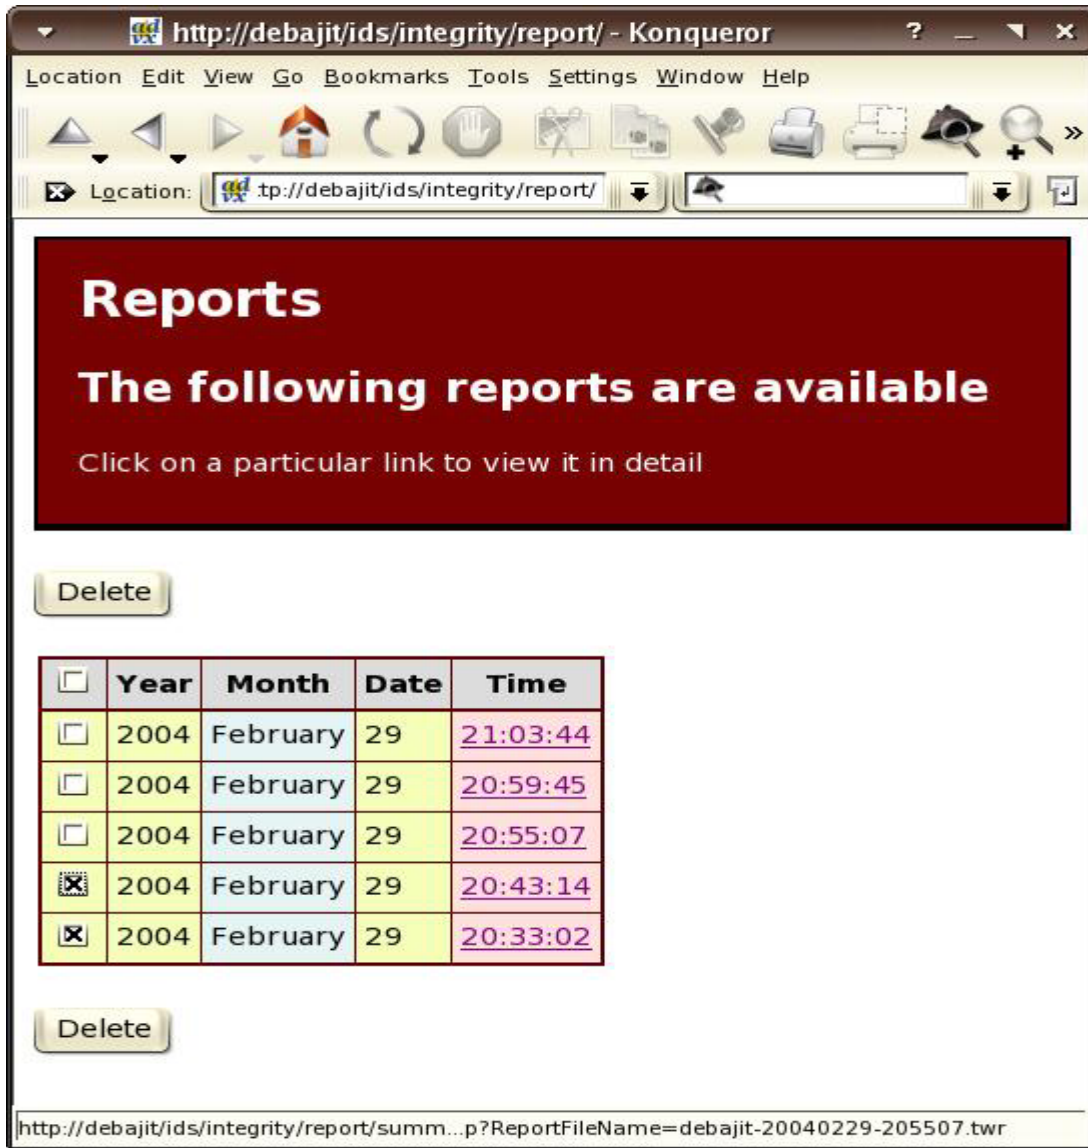 http://debajit/ids/integrity/report/ - Konqueror
Location Edit View Go Bookmarks Tools Settings Window Help
Location: tp://debajit/ids/integrity/report/
Reports
The following reports are available
Click on a particular link to view it in detail
Delete
Year Month Date Time
2004 February 29 21:03:44
2004 February 29 20:59:45
2004 February 29 20:55:07
2004 February 29 20:43:14
2004 February 29 20:33:02
Delete
http://debajit/ids/integrity/report/summ...p?ReportFileName=debajit-20040229-205507.twr